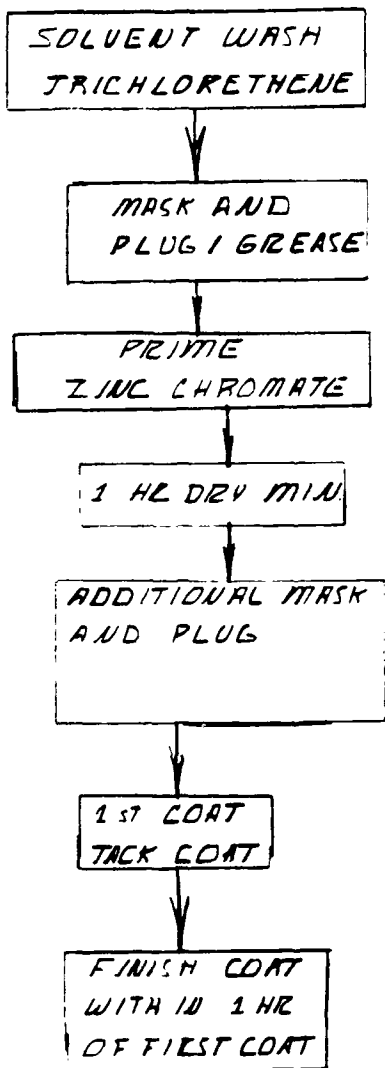 SOLVENT WASH
TRICHLORETHENE
MASK AND
PLUG / GREASE
PRIME
ZINC CHROMATE
1 HR DRY MIN.
ADDITIONAL MASK
AND PLUG
1 ST COAT
TACK COAT
FINISH COAT
WITH IN 1 HR
OF FIRST COAT